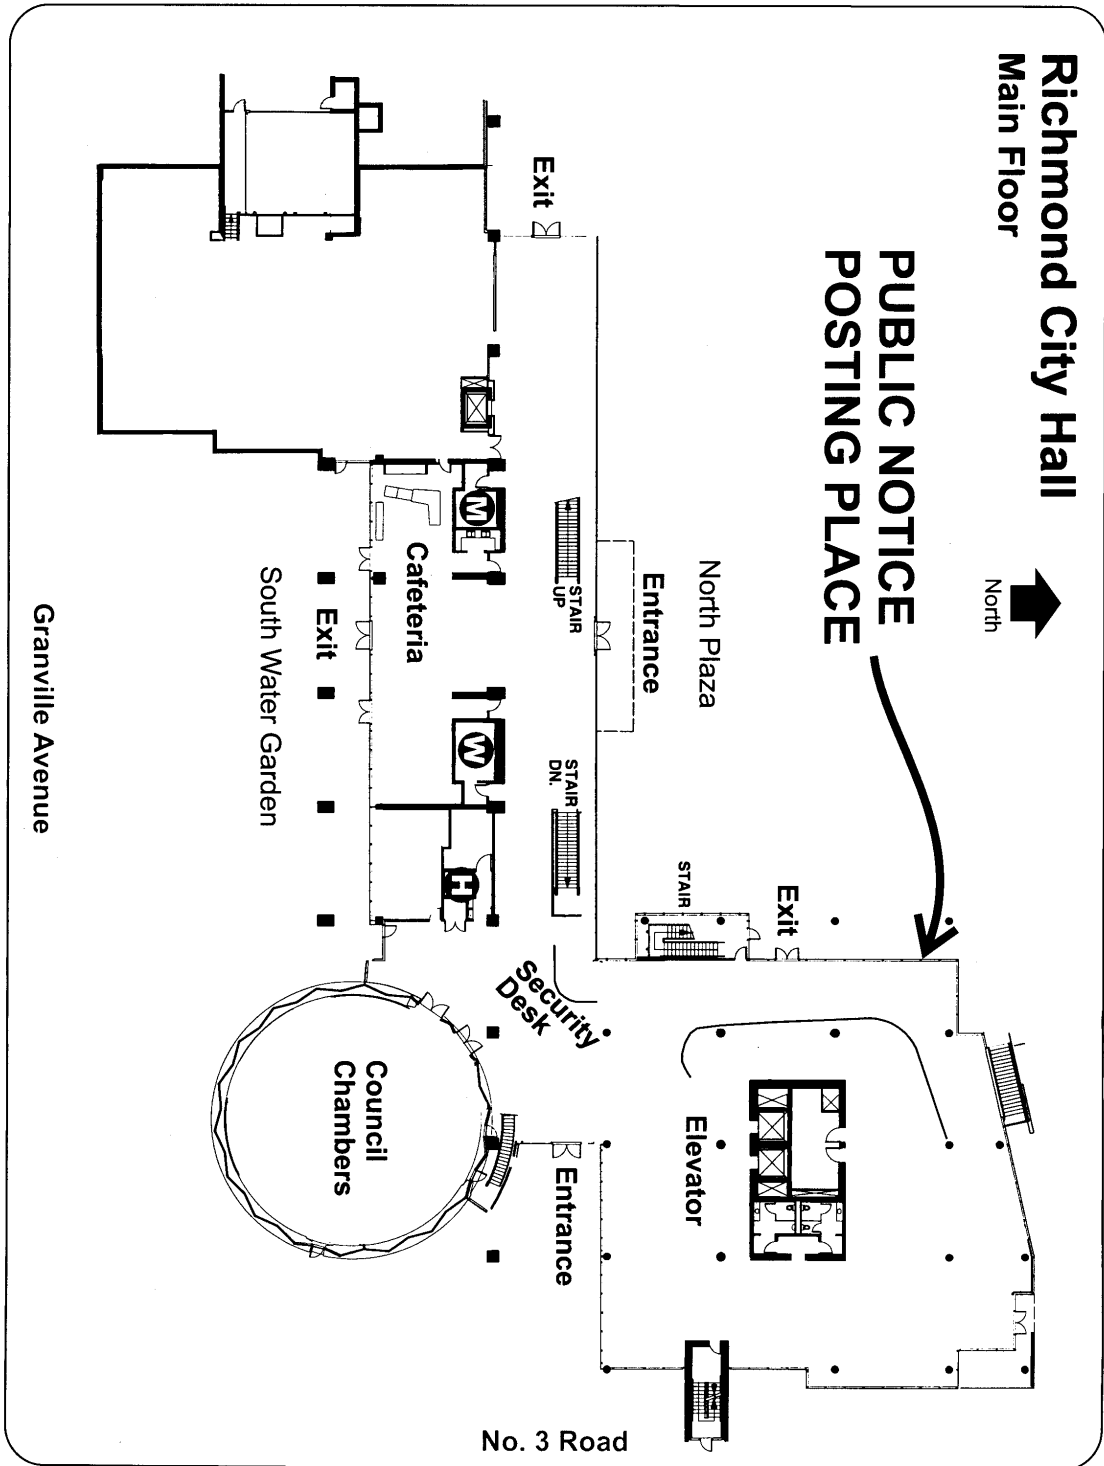 Richmond City Hall
Main Floor
North
PUBLIC NOTICE
POSTING PLACE
Exit
North Plaza
Entrance
STAIR
UP
STAIR
DN.
STAIR
Exit
M
Cafeteria
W
H
Exit
South Water Garden
Security
Desk
Elevator
Council
Chambers
Entrance
Granville Avenue
No. 3 Road